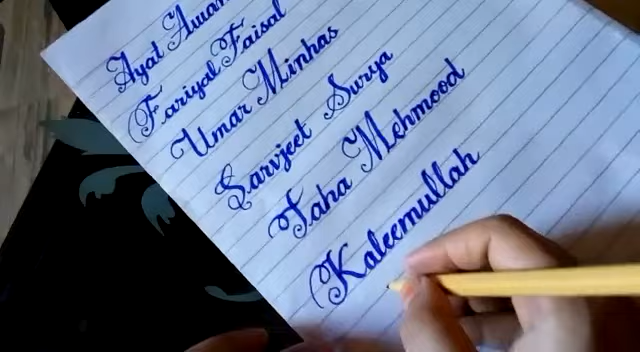 Ayat Awan
Fariyal Faisal
Umar Minhas
Sarvjeet Surya
Taha Mehmood
Kaleemullah